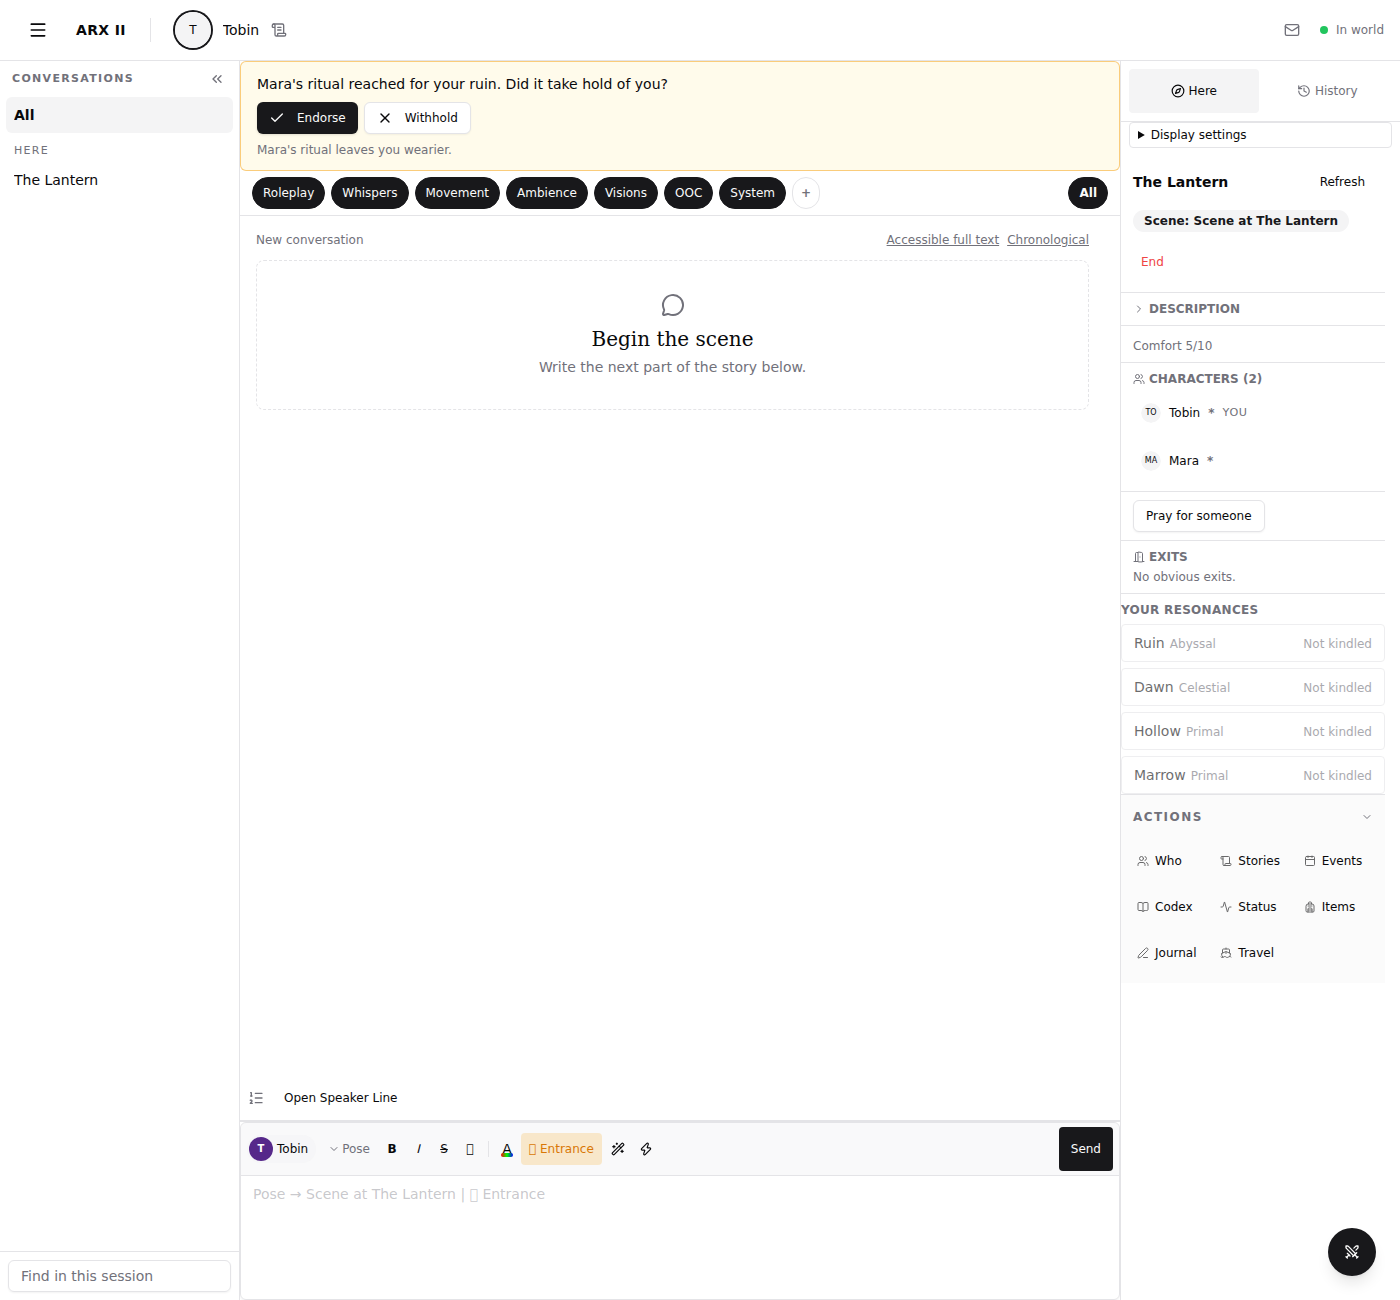 ARX II
T
Tobin
In world
CONVERSATIONS
All
HERE
The Lantern
Find in this session
Mara's ritual reached for your ruin. Did it take hold of you?
Endorse
Withhold
Mara's ritual leaves you wearier.
Roleplay
Whispers
Movement
Ambience
Visions
OOC
System
+
All
New conversation
Accessible full text
Chronological
Begin the scene
Write the next part of the story below.
Open Speaker Line
T
Tobin
Pose
B
I
S
A
Entrance
Send
Pose → Scene at The Lantern | Entrance
Here
History
Display settings
The Lantern
Refresh
Scene: Scene at The Lantern
End
DESCRIPTION
Comfort 5/10
CHARACTERS (2)
TO
Tobin * YOU
MA
Mara *
Pray for someone
EXITS
No obvious exits.
YOUR RESONANCES
Ruin Abyssal Not kindled
Dawn Celestial Not kindled
Hollow Primal Not kindled
Marrow Primal Not kindled
ACTIONS
Who
Stories
Events
Codex
Status
Items
Journal
Travel